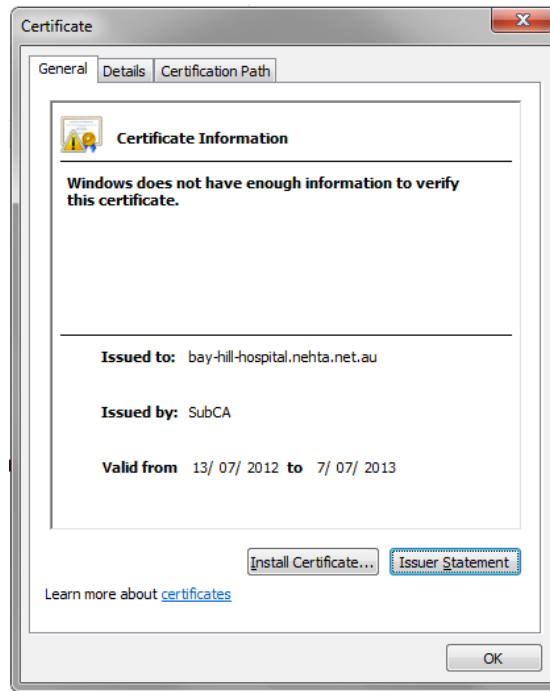 Certificate
General Details Certification Path
Certificate Information
Windows does not have enough information to verify
this certificate.
Issued to: bay-hill-hospital.nehta.net.au
Issued by: SubCA
Valid from 13/ 07/ 2012 to 7/ 07/ 2013
Install Certificate... Issuer Statement
Learn more about certificates
OK